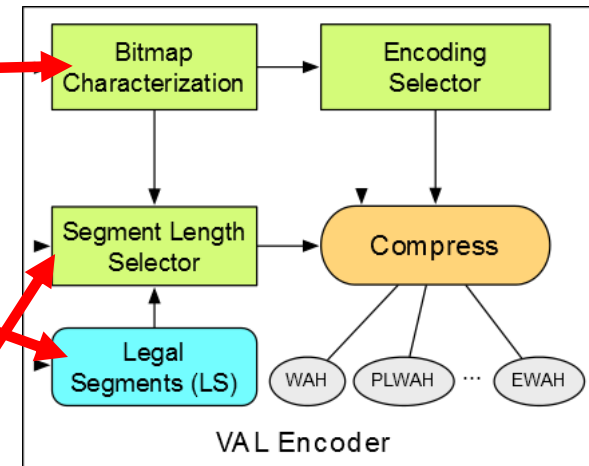 Bitmap
Characterization
Encoding
Selector
Segment Length
Selector
Compress
Legal
Segments (LS)
WAH
PLWAH
...
EWAH
VAL Encoder